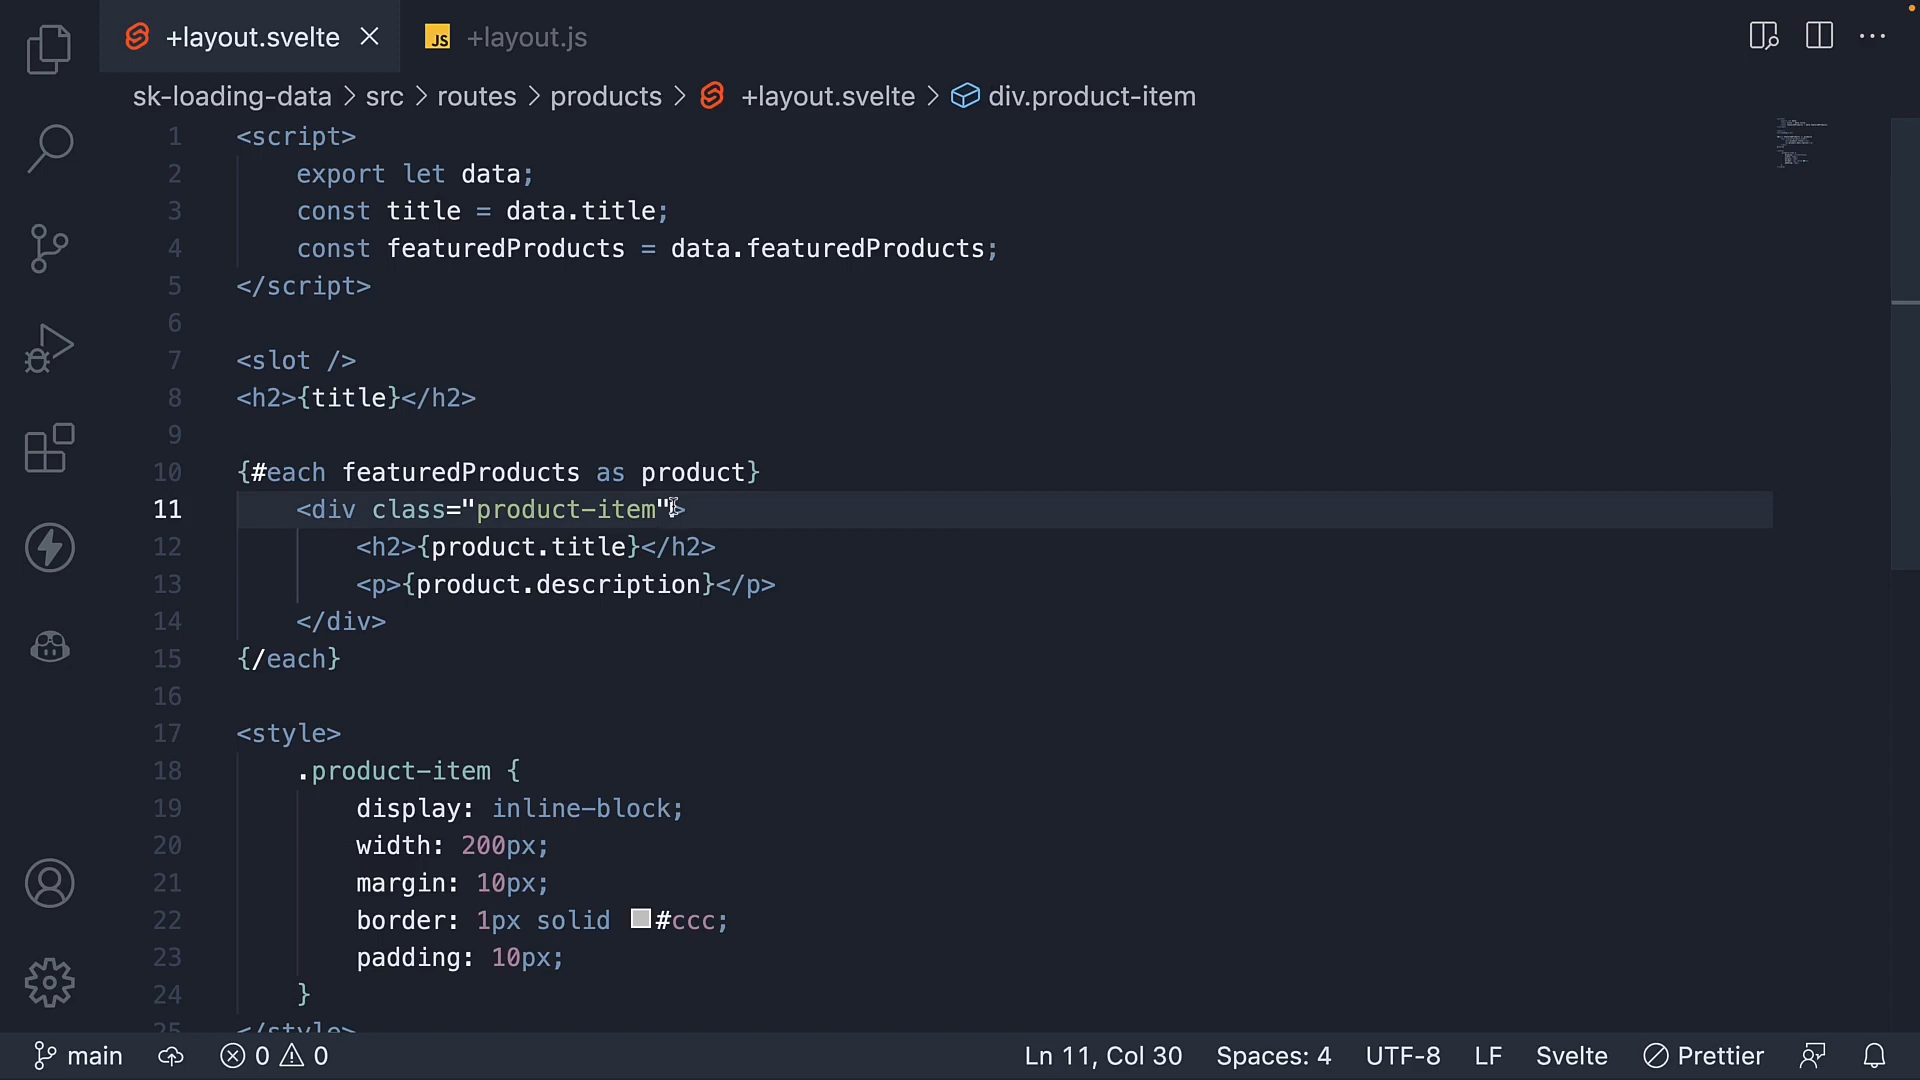 +layout.svelte
JS +layout.js
sk-loading-data > src > routes > products > +layout.svelte > div.product-item
1 <script>
2 export let data;
3 const title = data.title;
4 const featuredProducts = data.featuredProducts;
5 </script>
6
7 <slot />
8 <h2>{title}</h2>
9
10 {#each featuredProducts as product}
11 <div class="product-item">
12 <h2>{product.title}</h2>
13 <p>{product.description}</p>
14 </div>
15 {/each}
16
17 <style>
18 .product-item {
19 display: inline-block;
20 width: 200px;
21 margin: 10px;
22 border: 1px solid #ccc;
23 padding: 10px;
24 }
25 </style>
main 0 0 Ln 11, Col 30 Spaces: 4 UTF-8 LF Svelte Prettier